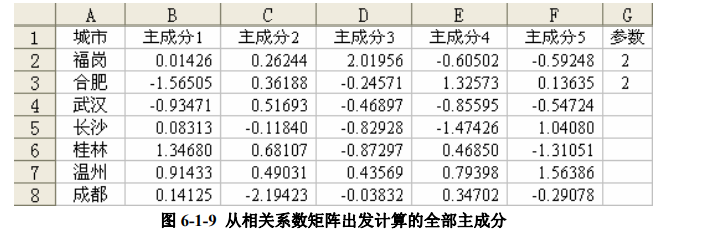 A B C D E F G
1 城市 主成分1 主成分2 主成分3 主成分4 主成分5 参数
2 福岗 0.01426 0.26244 2.01956 -0.60502 -0.59248 2
3 合肥 -1.56505 0.36188 -0.24571 1.32573 0.13635 2
4 武汉 -0.93471 0.51693 -0.46897 -0.85595 -0.54724
5 长沙 0.08313 -0.11840 -0.82928 -1.47426 1.04080
6 桂林 1.34680 0.68107 -0.87297 0.46850 -1.31051
7 温州 0.91433 0.49031 0.43569 0.79398 1.56386
8 成都 0.14125 -2.19423 -0.03832 0.34702 -0.29078
图 6-1-9 从相关系数矩阵出发计算的全部主成分